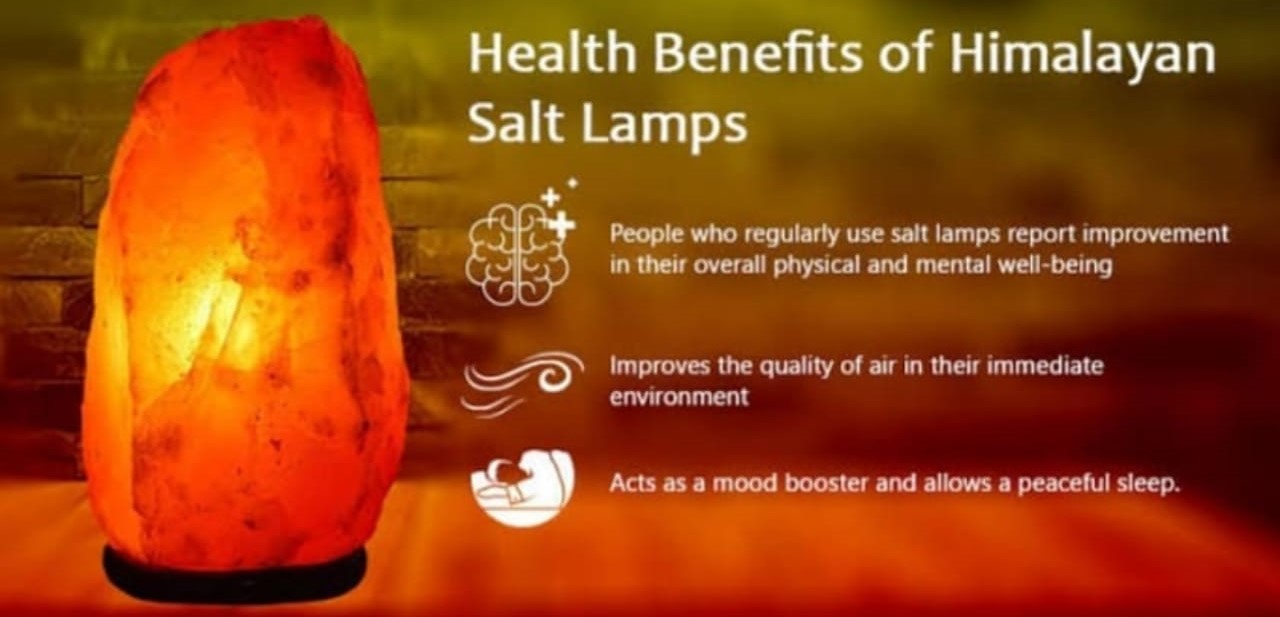 Health Benefits of Himalayan
Salt Lamps
People who regularly use salt lamps report improvement
in their overall physical and mental well-being
Improves the quality of air in their immediate
environment
Acts as a mood booster and allows a peaceful sleep.